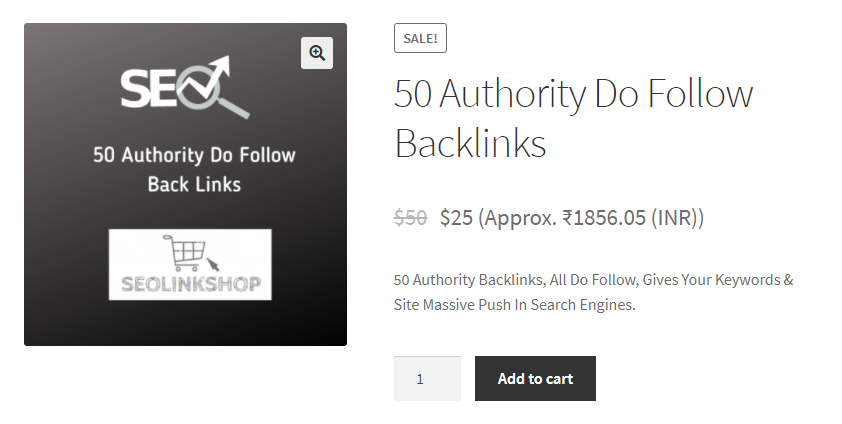 SEO
50 Authority Do Follow
Back Links
SEOLINKSHOP
SALE!
50 Authority Do Follow
Backlinks
$50 $25 (Approx. ₹1856.05 (INR))
50 Authority Backlinks, All Do Follow, Gives Your Keywords &
Site Massive Push In Search Engines.
1 Add to cart